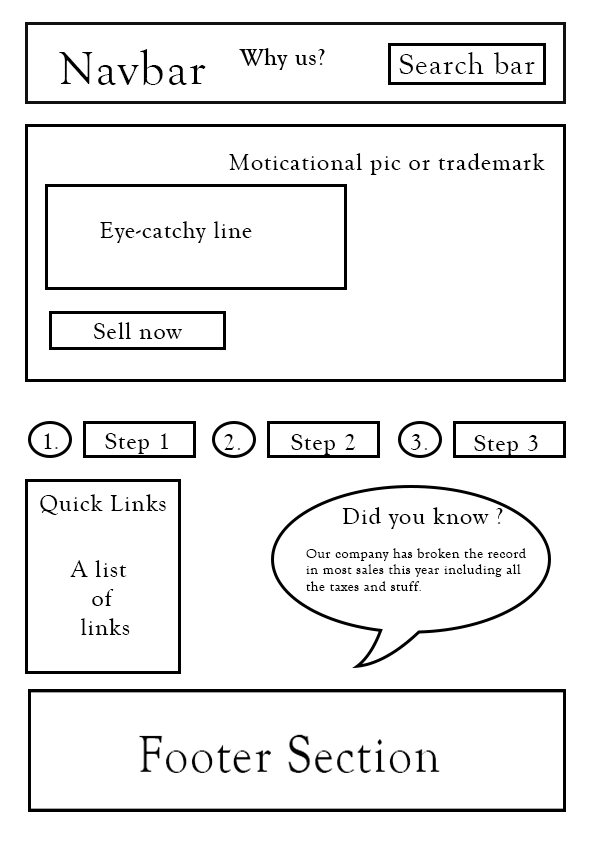 Navbar
Why us?
Search bar
Moticational pic or trademark
Eye-catchy line
Sell now
1.
Step 1
2.
Step 2
3.
Step 3
Quick Links
A list
of
links
Did you know ?
Our company has broken the record
in most sales this year including all
the taxes and stuff.
Footer Section